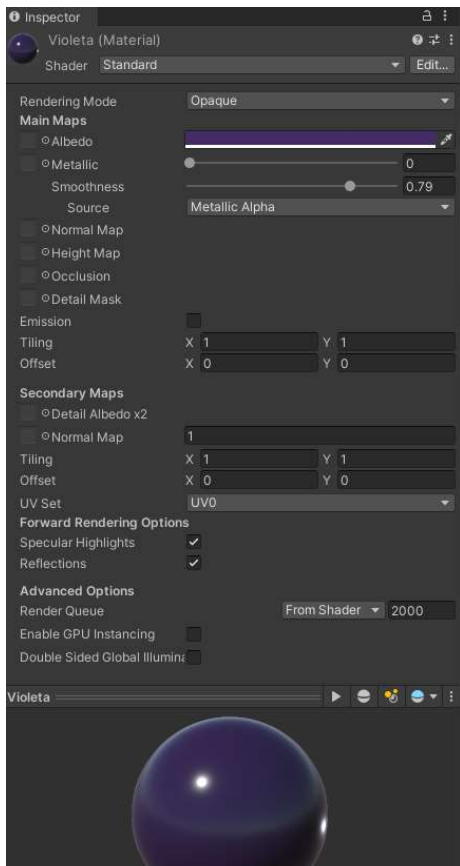 Inspector
Violeta (Material)
Shader Standard Edit...
Rendering Mode Opaque
Main Maps
Albedo
Metallic 0
Smoothness 0.79
Source Metallic Alpha
Normal Map
Height Map
Occlusion
Detail Mask
Emission
Tiling X 1 Y 1
Offset X 0 Y 0
Secondary Maps
Detail Albedo x2
Normal Map 1
Tiling X 1 Y 1
Offset X 0 Y 0
UV Set UV0
Forward Rendering Options
Specular Highlights
Reflections
Advanced Options
Render Queue From Shader 2000
Enable GPU Instancing
Double Sided Global Illumina
Violeta